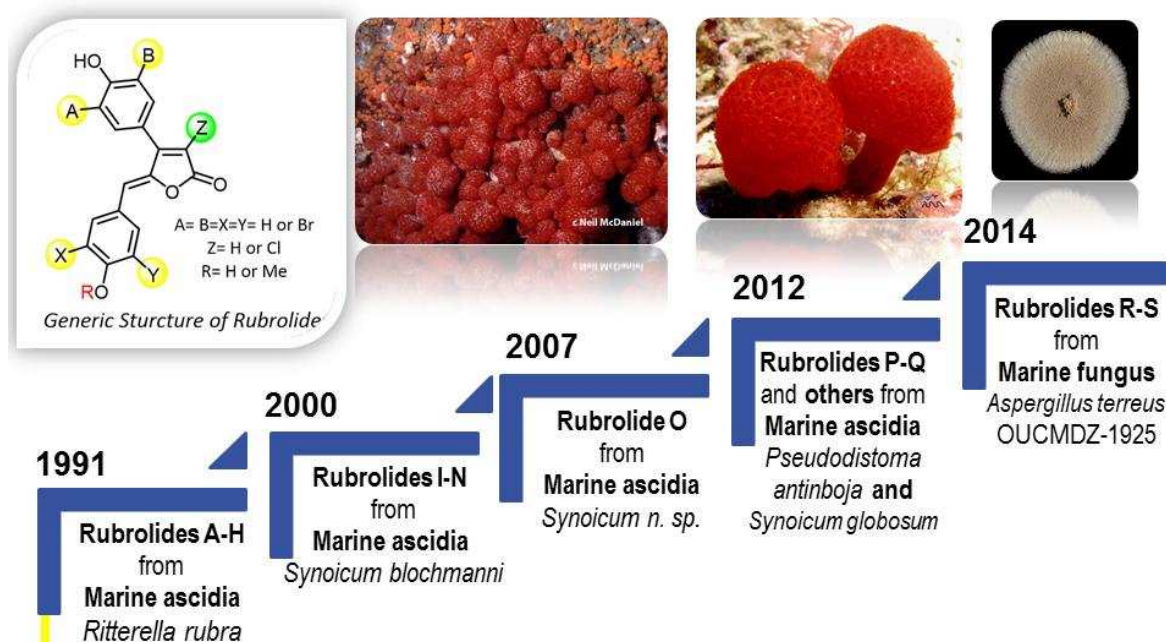 B
HO
A
Z
O
O
A= B=X=Y= H or Br
Z= H or Cl
R= H or Me
X
Y
RO
Generic Sturcture of Rubrolide
c Neil McDaniel
1991
Rubrolides A-H
from
Marine ascidia
Ritterella rubra
2000
Rubrolides I-N
from
Marine ascidia
Synoicum blochmanni
2007
Rubrolide O
from
Marine ascidia
Synoicum n. sp.
2012
Rubrolides P-Q
and others from
Marine ascidia
Pseudodistoma
antinboja and
Synoicum globosum
2014
Rubrolides R-S
from
Marine fungus
Aspergillus terreus
OUCMDZ-1925